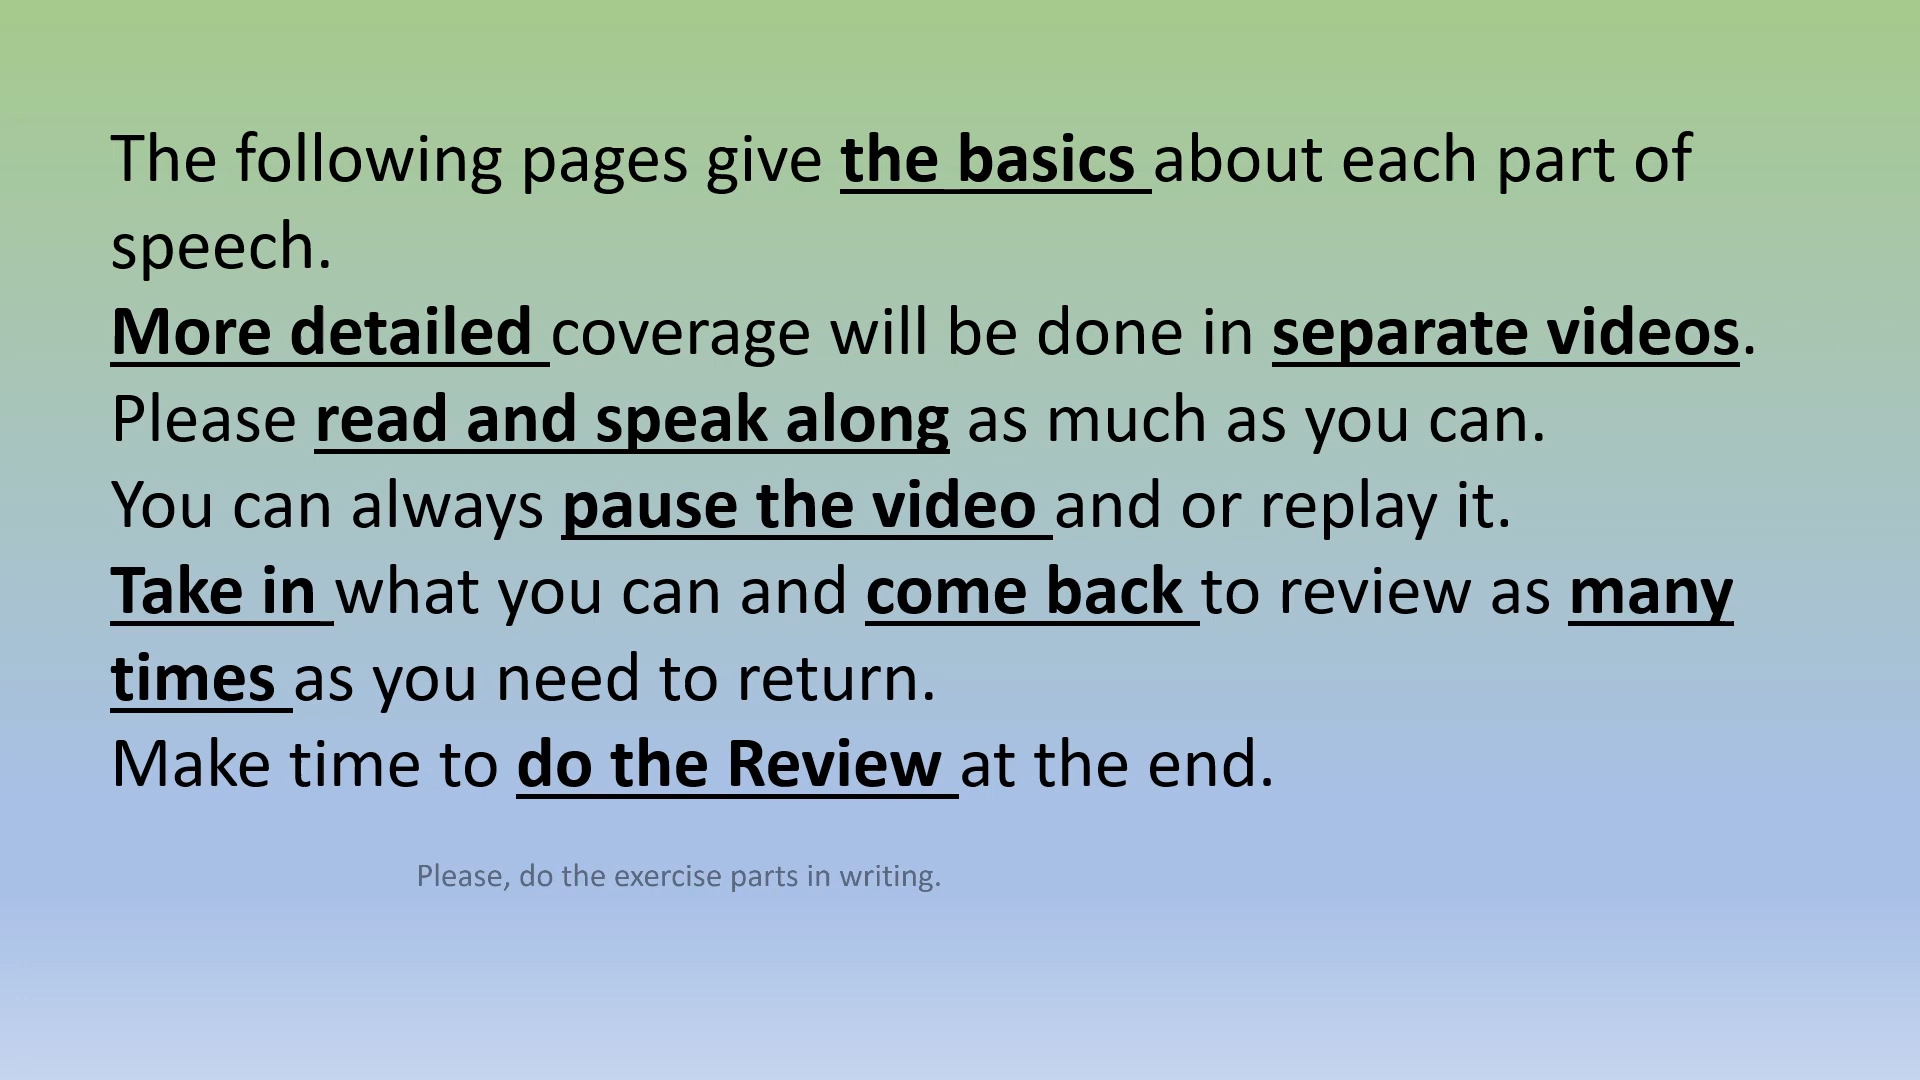 The following pages give the basics about each part of
speech.
More detailed coverage will be done in separate videos.
Please read and speak along as much as you can.
You can always pause the video and or replay it.
Take in what you can and come back to review as many
times as you need to return.
Make time to do the Review at the end.
Please, do the exercise parts in writing.